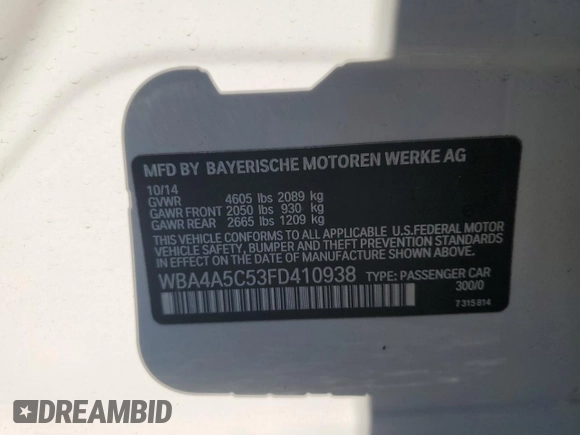 MFD BY BAYERISCHE MOTOREN WERKE AG
10/14
GVWR 4605 lbs 2089 kg
GAWR FRONT 2050 lbs 930 kg
GAWR REAR 2665 lbs 1209 kg
THIS VEHICLE CONFORMS TO ALL APPLICABLE U.S.FEDERAL MOTOR
VEHICLE SAFETY, BUMPER AND THEFT PREVENTION STANDARDS
IN EFFECT ON THE DATE OF MANUFACTURE SHOWN ABOVE.
WBA4A5C53FD410938 TYPE: PASSENGER CAR
300/0
7 315 814
DREAMBID